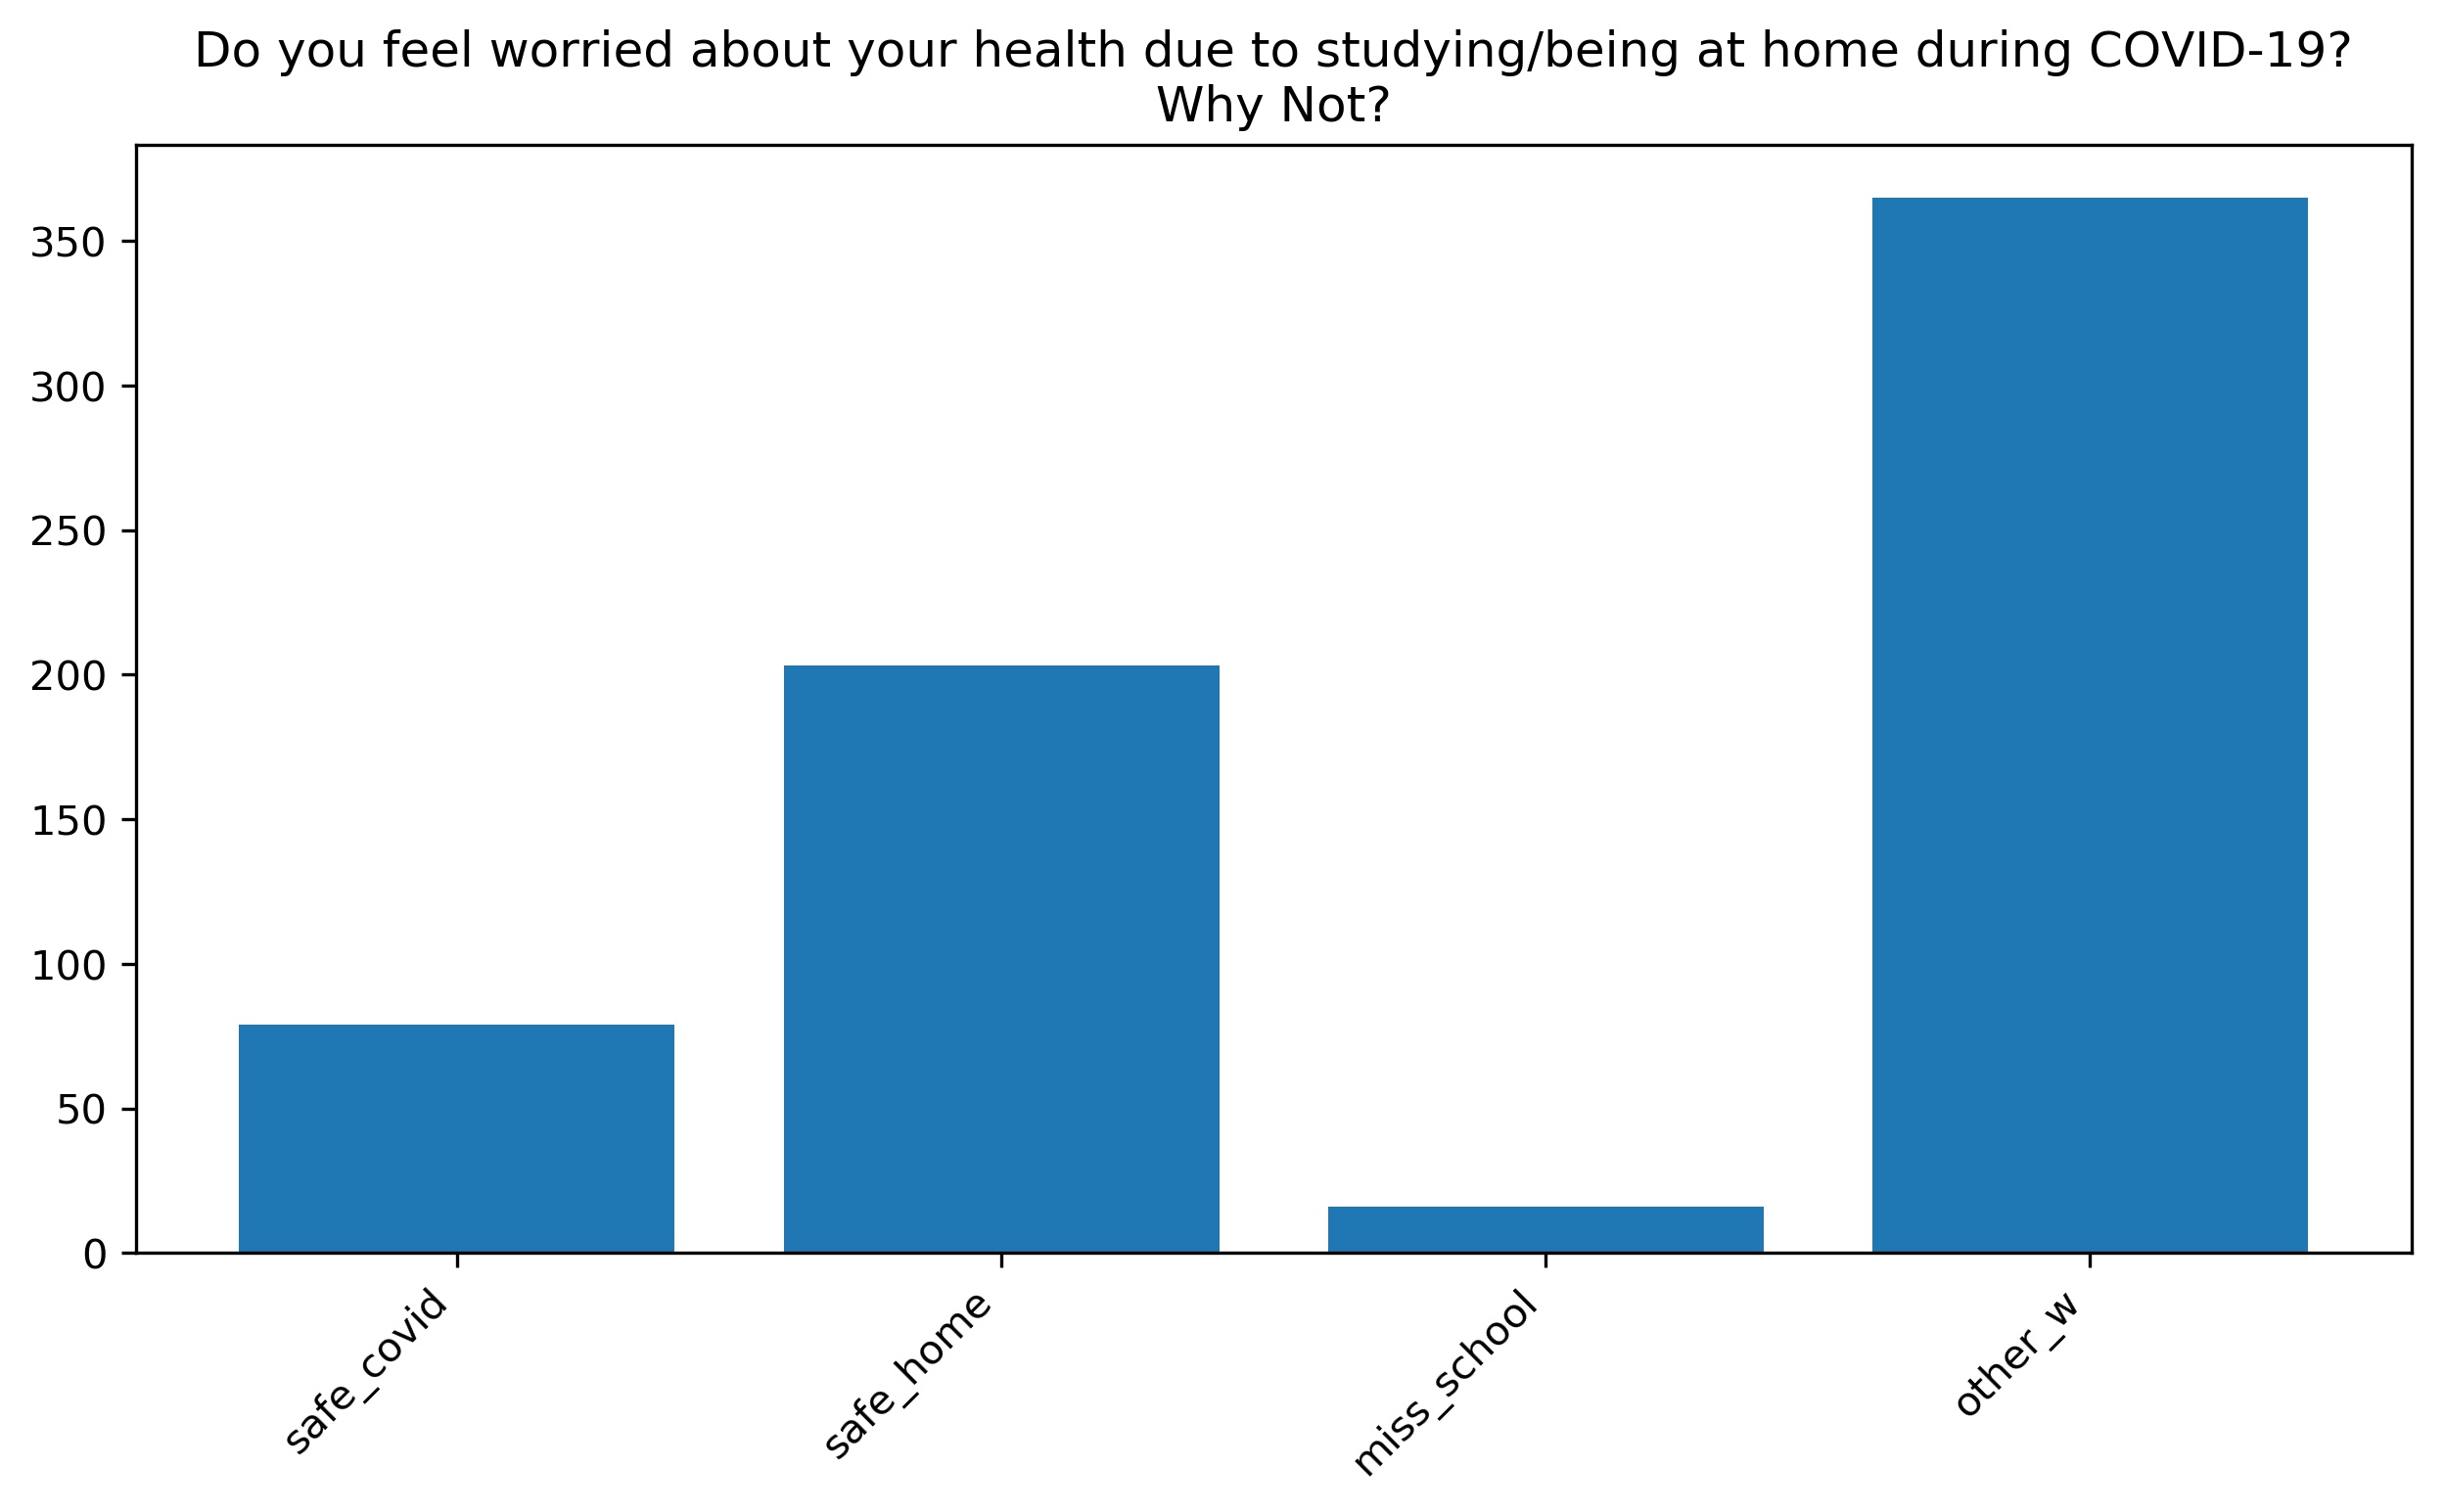 Do you feel worried about your health due to studying/being at home during COVID-19?
Why Not?
350
300
250
200
150
100
50
0
safe_covid
safe_home
miss_school
other_w